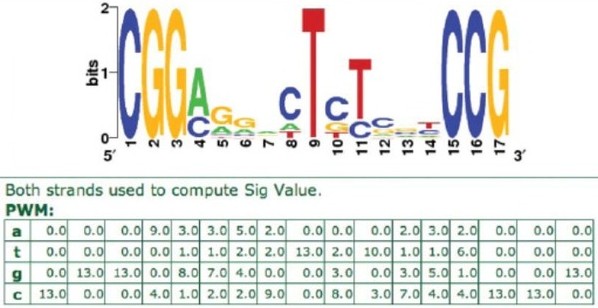 2
bits
1
0
CGGACGAGACATCGTCCCG
1 2 3 4 5 6 7 8 9 10 11 12 13 14 15 16 17
5′ 3′
Both strands used to compute Sig Value.
PWM:
a 0.0 0.0 0.0 9.0 3.0 3.0 5.0 2.0 0.0 0.0 0.0 2.0 3.0 2.0 0.0 0.0 0.0
t 0.0 0.0 0.0 0.0 1.0 1.0 2.0 2.0 13.0 2.0 10.0 1.0 1.0 6.0 0.0 0.0 0.0
g 0.0 13.0 13.0 0.0 8.0 7.0 4.0 0.0 0.0 3.0 0.0 3.0 5.0 1.0 0.0 0.0 13.0
c 13.0 0.0 0.0 4.0 1.0 2.0 2.0 9.0 0.0 8.0 3.0 7.0 4.0 4.0 13.0 13.0 0.0